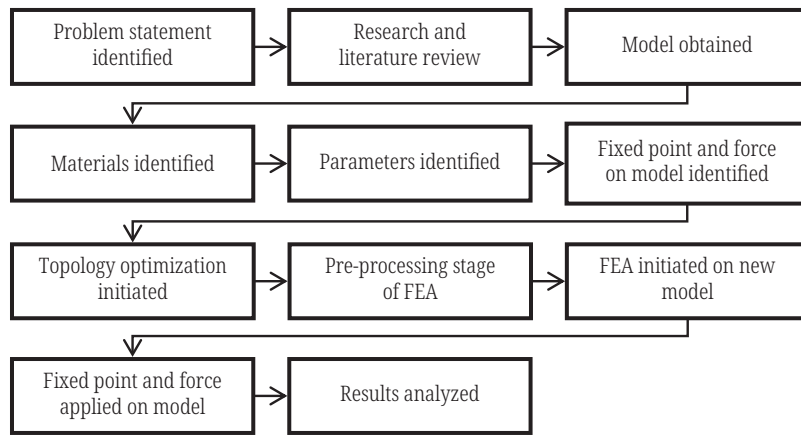 Problem statement
identified
Research and
literature review
Model obtained
Materials identified
Parameters identified
Fixed point and force
on model identified
Topology optimization
initiated
Pre-processing stage
of FEA
FEA initiated on new
model
Fixed point and force
applied on model
Results analyzed